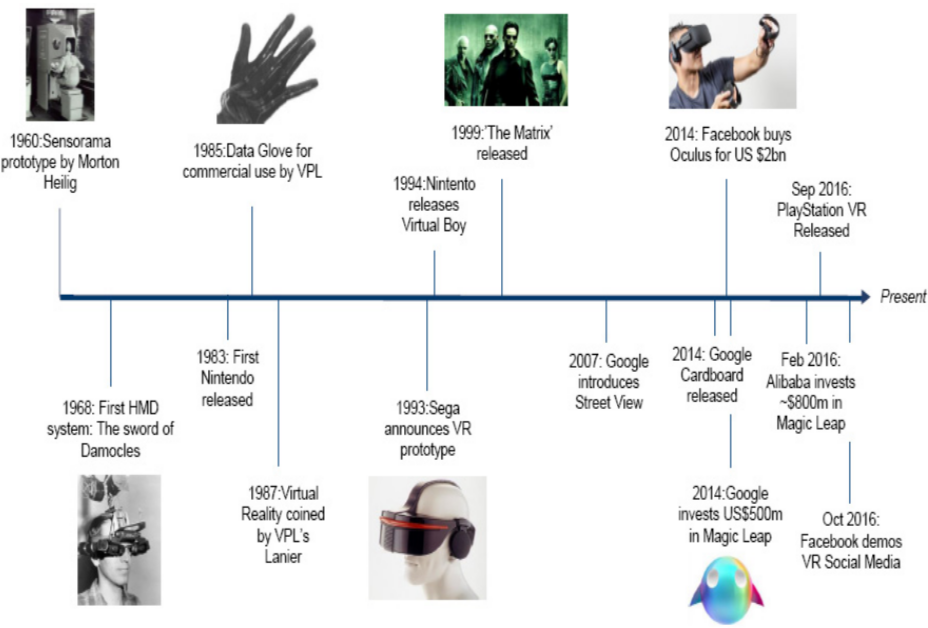 1960:Sensorama
prototype by Morton
Heilig
1985:Data Glove for
commercial use by VPL
1994:Nintento
releases
Virtual Boy
1999:'The Matrix'
released
2014: Facebook buys
Oculus for US $2bn
Sep 2016:
PlayStation VR
Released
Present
1968: First HMD
system: The sword of
Damocles
1983: First
Nintendo
released
1987:Virtual
Reality coined
by VPL's
Lanier
1993:Sega
announces VR
prototype
2007: Google
introduces
Street View
2014: Google
Cardboard
released
2014:Google
invests US$500m
in Magic Leap
Feb 2016:
Alibaba invests
~$800m in
Magic Leap
Oct 2016:
Facebook demos
VR Social Media